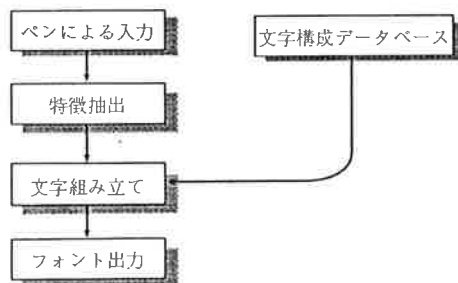 ペンによる入力
文字構成データベース
特徴抽出
文字組み立て
フォント出力